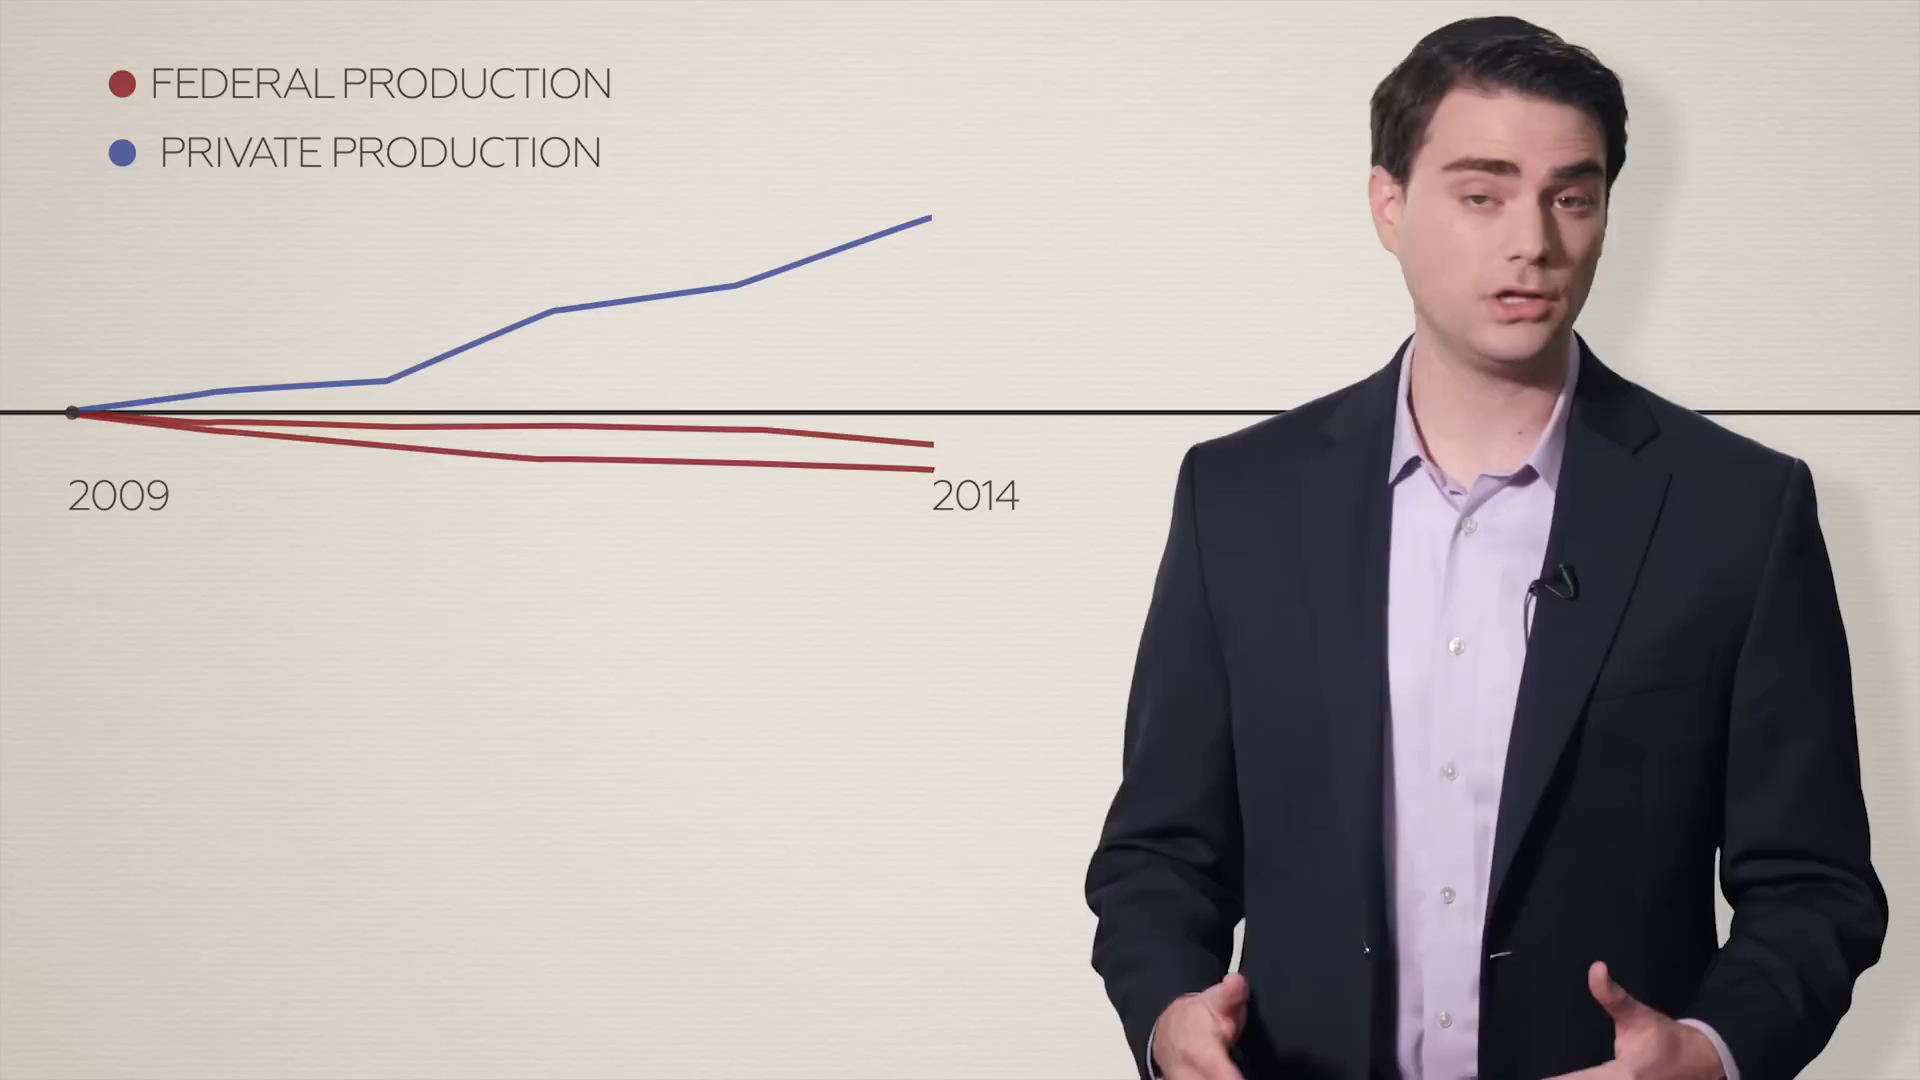 FEDERAL PRODUCTION
PRIVATE PRODUCTION
2009
2014